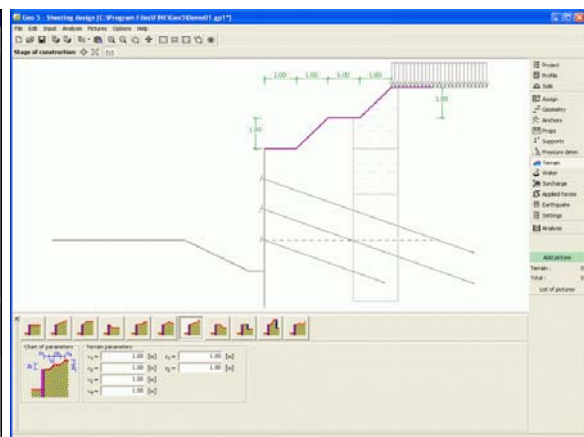 Geo 5 - Sheeting design [C:\Program Files\FINE\Geo5\Demo01.gp1*]
File Edit Input Analysis Pictures Options Help
Stage of construction: [1]
1.00 1.00 1.00 1.00
1.00
1.00
Project
Profile
Soils
Assign
Geometry
Anchors
Props
Supports
Pressure deter.
Terrain
Water
Surcharge
Applied forces
Earthquake
Settings
Analysis
Add picture
Terrain : 0
Total : 0
List of pictures
Chart of parameters
Terrain parameters
1.00 [m] 1.00 [m]
1.00 [m] 1.00 [m]
1.00 [m]
1.00 [m]